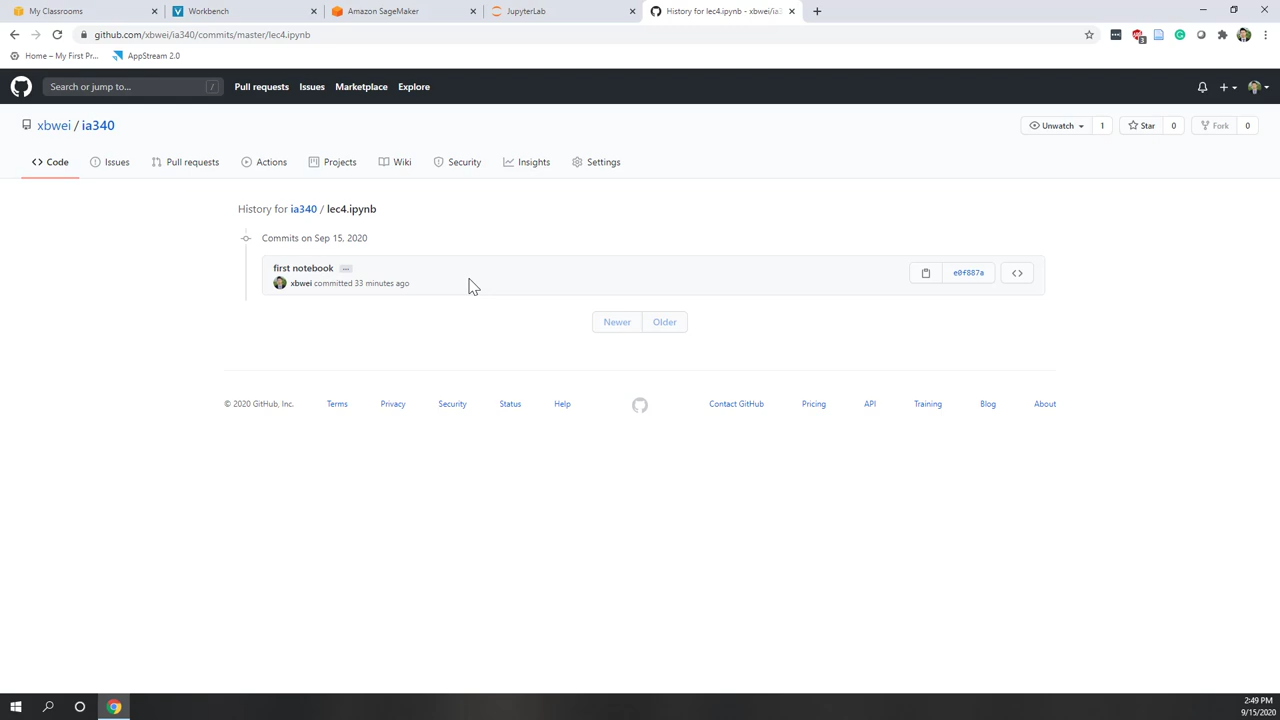 My Classrooms
Workbench
Amazon SageMaker
JupyterLab
History for lec4.ipynb - xbwei/ia3
github.com/xbwei/ia340/commits/master/lec4.ipynb
3
Home – My First Pr...
AppStream 2.0
Search or jump to... /
Pull requests Issues Marketplace Explore
xbwei / ia340
Unwatch 1 Star 0 Fork 0
Code Issues Pull requests Actions Projects Wiki Security Insights Settings
History for ia340 / lec4.ipynb
Commits on Sep 15, 2020
first notebook ...
xbwei committed 33 minutes ago
e0f887a
Newer Older
© 2020 GitHub, Inc. Terms Privacy Security Status Help Contact GitHub Pricing API Training Blog About
2:49 PM
9/15/2020